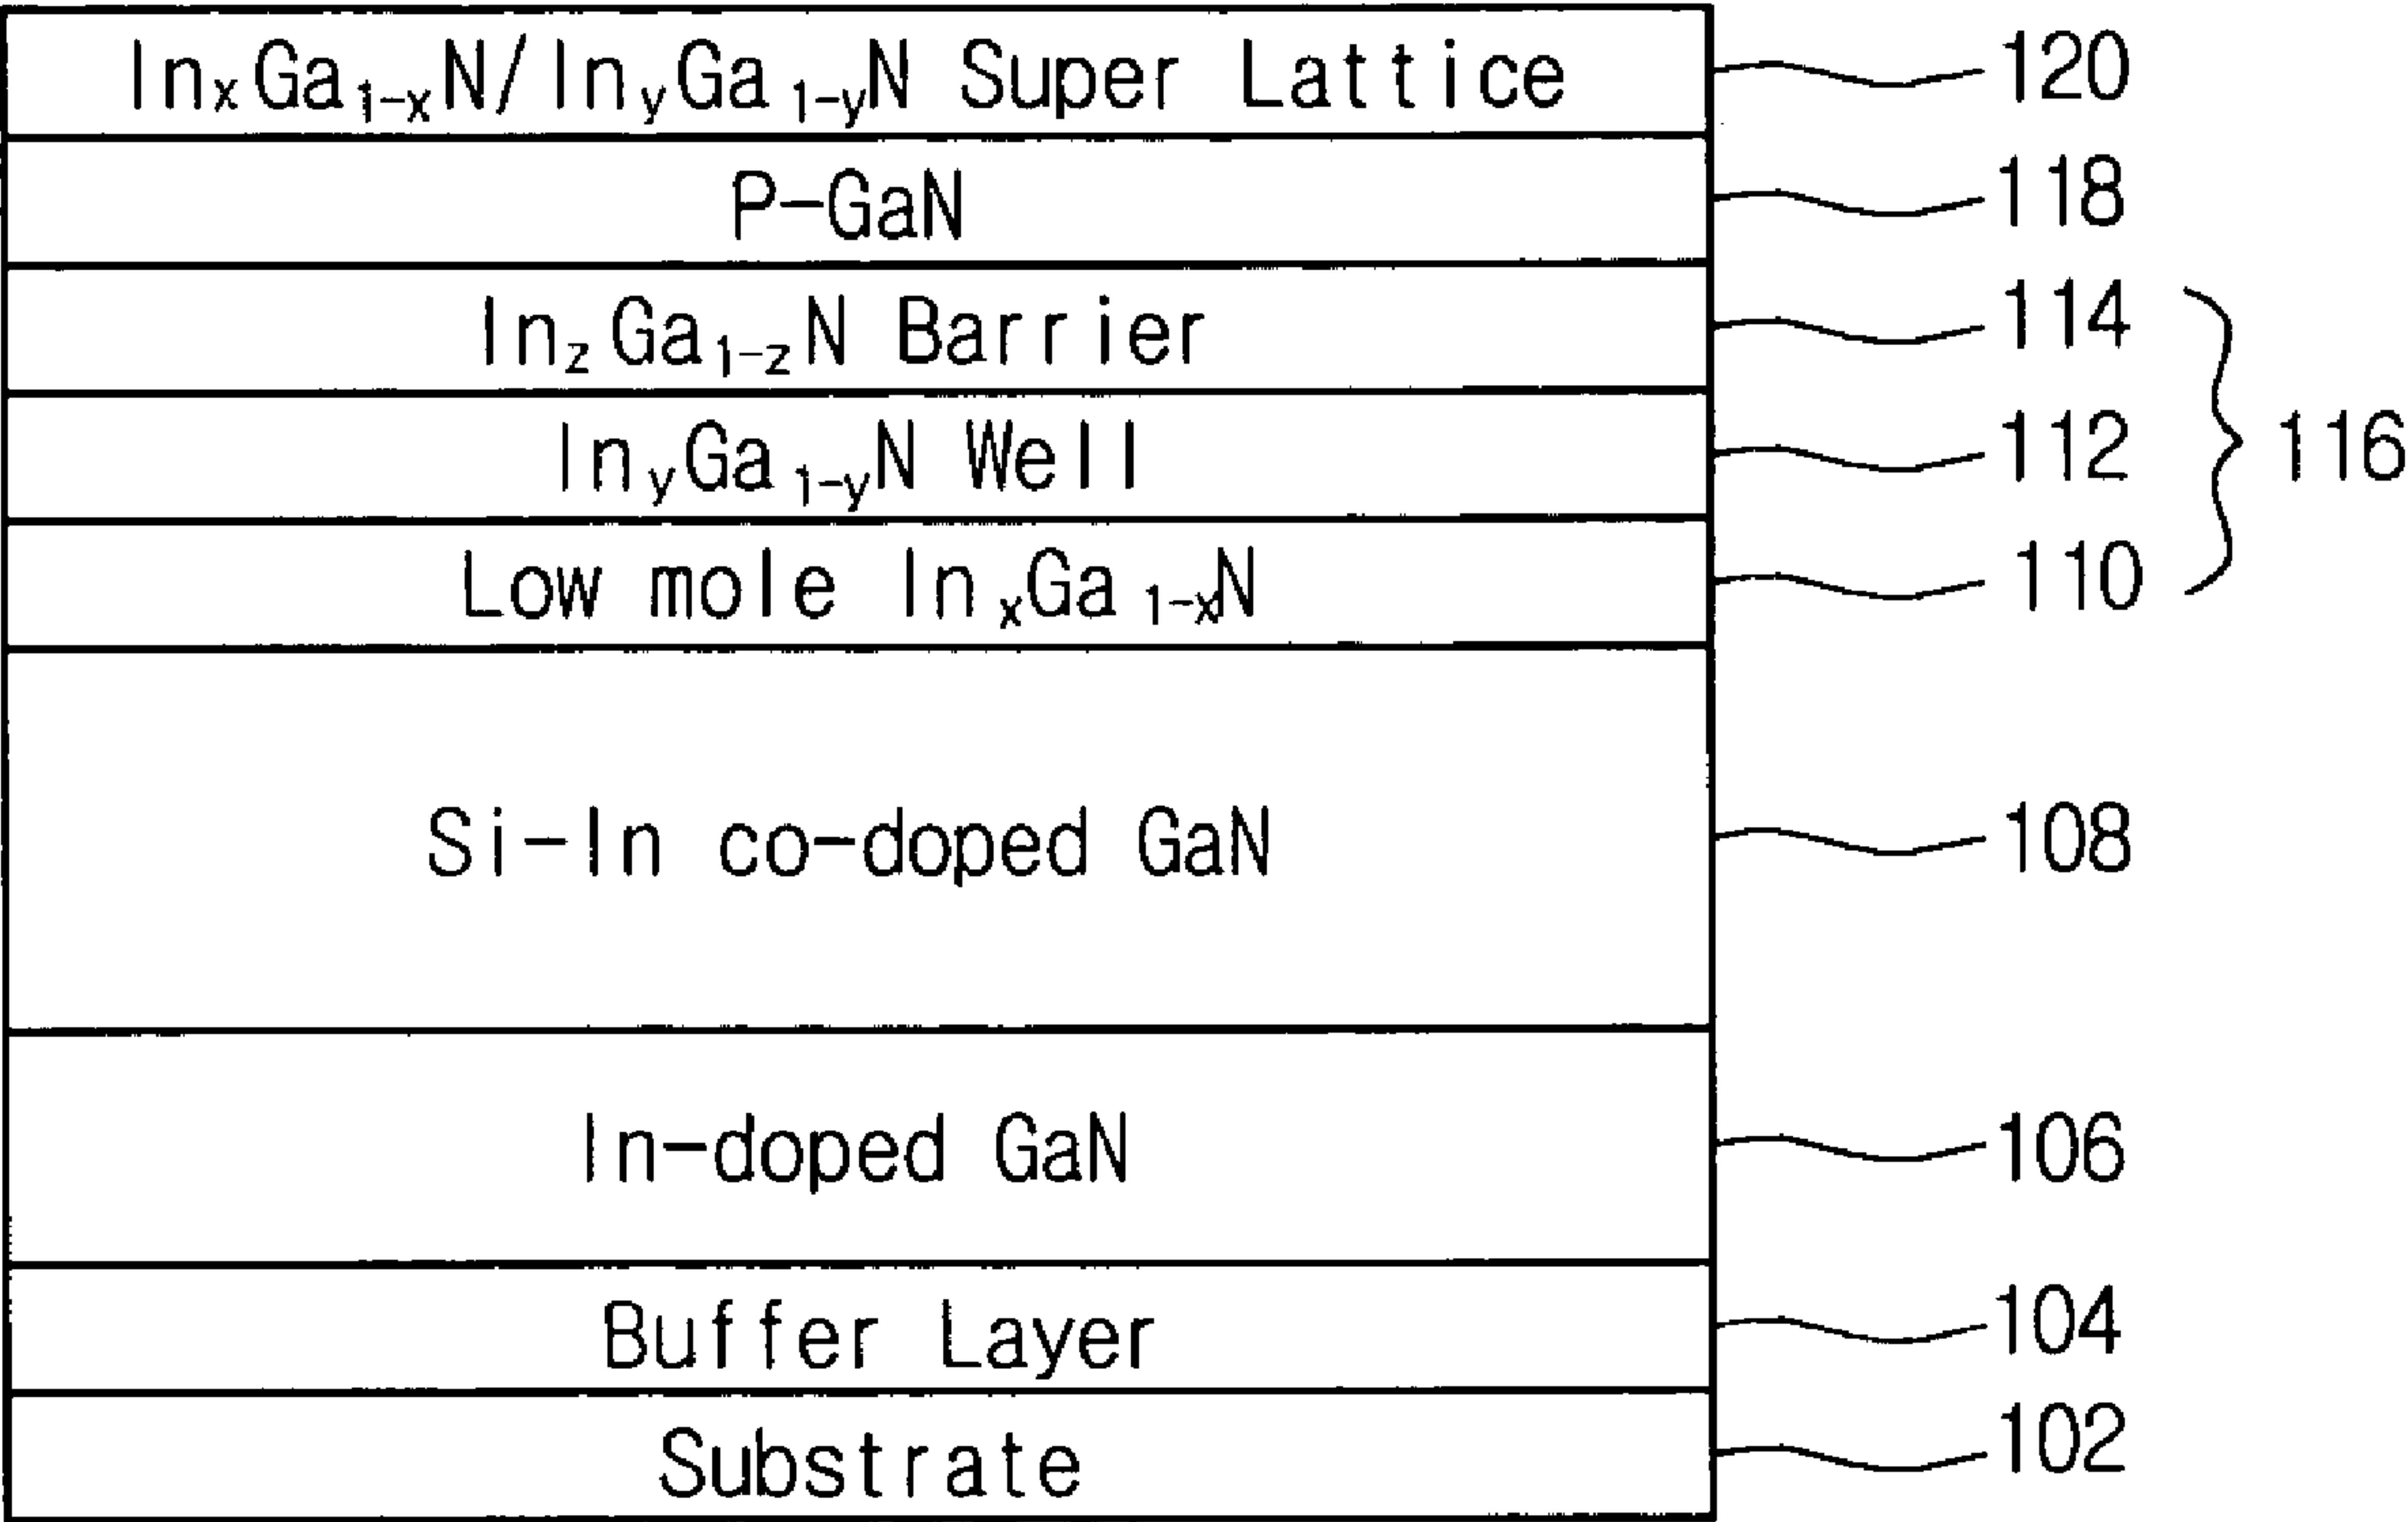 InₓGa₁₋ₓN/InyGa1-yN Super Lattice 120
P-GaN 118
InzGa1-zN Barrier 114
InyGa1-yN Well 112 116
Low mole InₓGa₁₋ₓN 110
Si-In co-doped GaN 108
In-doped GaN 106
Buffer Layer 104
Substrate 102